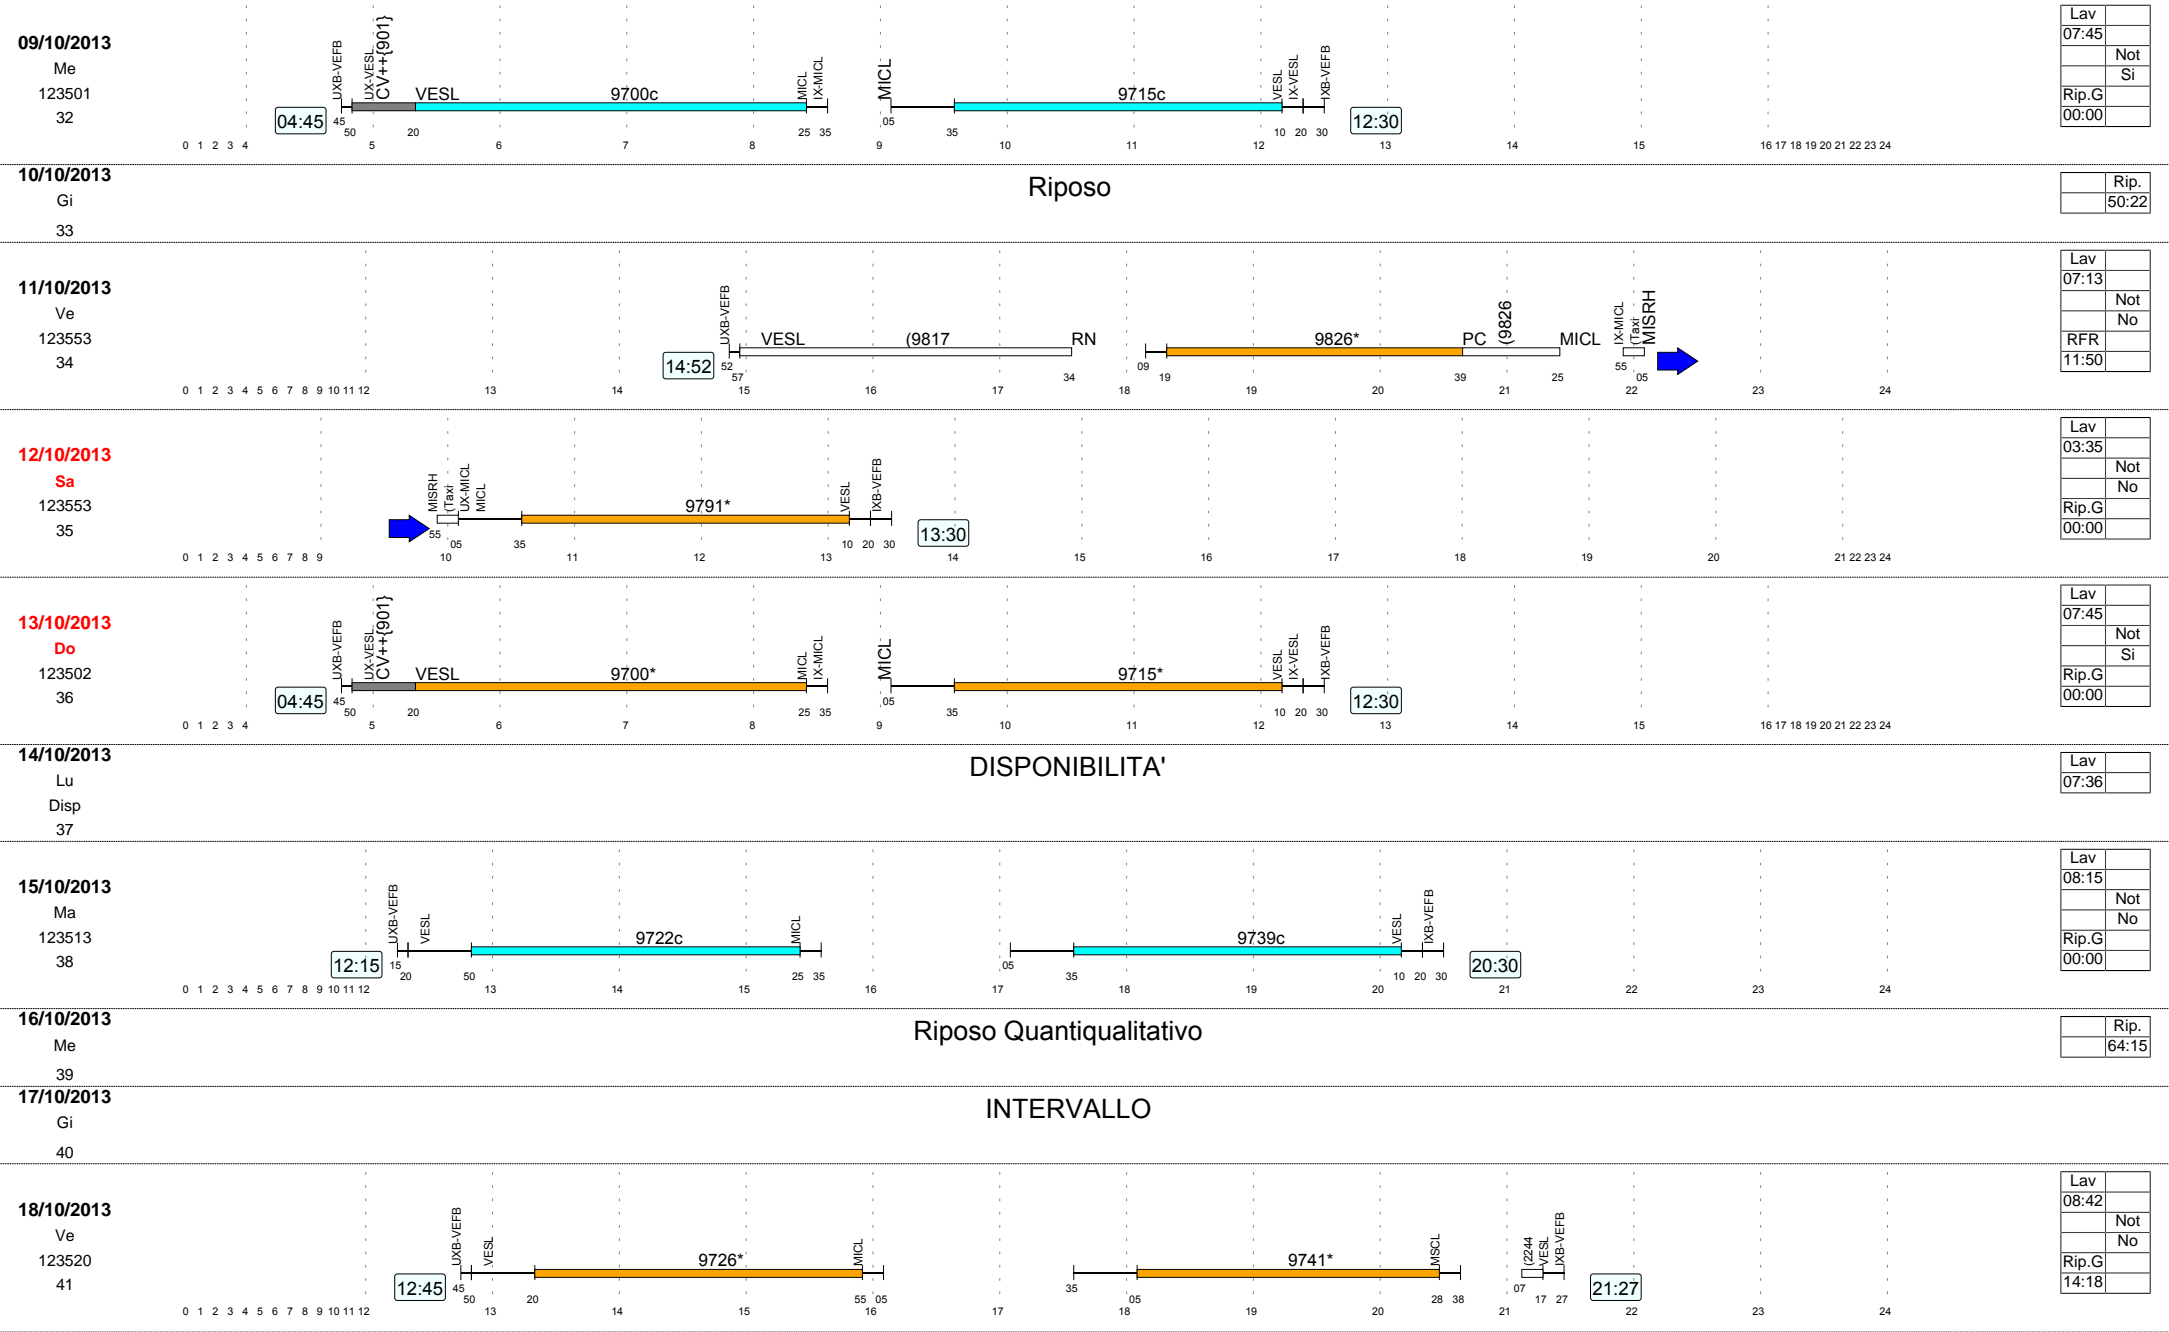 09/10/2013
Me
123501
32
04:45
UXB-VEFB
UX-VESL
CV++{901}
VESL
9700c
MICL
IX-MICL
MICL
9715c
VESL
IX-VESL
IXB-VEFB
12:30
45 50 20 25 35 05 35 10 20 30
0 1 2 3 4 5 6 7 8 9 10 11 12 13 14 15 16 17 18 19 20 21 22 23 24
Lav
07:45
Not
Si
Rip.G
00:00
10/10/2013
Gi
33
Riposo
Rip.
50:22
11/10/2013
Ve
123553
34
14:52
UXB-VEFB
VESL
(9817
RN
9826*
PC
(9826
MICL
IX-MICL
(Taxi
MISRH
52 57 34 09 19 39 25 55 05
0 1 2 3 4 5 6 7 8 9 10 11 12 13 14 15 16 17 18 19 20 21 22 23 24
Lav
07:13
Not
No
RFR
11:50
12/10/2013
Sa
123553
35
MISRH
(Taxi
UX-MICL
MICL
9791*
VESL
IXB-VEFB
13:30
55 05 35 10 20 30
0 1 2 3 4 5 6 7 8 9 10 11 12 13 14 15 16 17 18 19 20 21 22 23 24
Lav
03:35
Not
No
Rip.G
00:00
13/10/2013
Do
123502
36
04:45
UXB-VEFB
UX-VESL
CV++{901}
VESL
9700*
MICL
IX-MICL
MICL
9715*
VESL
IX-VESL
IXB-VEFB
12:30
45 50 20 25 35 05 35 10 20 30
0 1 2 3 4 5 6 7 8 9 10 11 12 13 14 15 16 17 18 19 20 21 22 23 24
Lav
07:45
Not
Si
Rip.G
00:00
14/10/2013
Lu
Disp
37
DISPONIBILITA'
Lav
07:36
15/10/2013
Ma
123513
38
12:15
UXB-VEFB
VESL
9722c
MICL
9739c
VESL
IXB-VEFB
20:30
15 20 50 25 35 05 35 10 20 30
0 1 2 3 4 5 6 7 8 9 10 11 12 13 14 15 16 17 18 19 20 21 22 23 24
Lav
08:15
Not
No
Rip.G
00:00
16/10/2013
Me
39
Riposo Quantiqualitativo
Rip.
64:15
17/10/2013
Gi
40
INTERVALLO
18/10/2013
Ve
123520
41
12:45
UXB-VEFB
VESL
9726*
MICL
9741*
MSCL
(2244
VESL
IXB-VEFB
21:27
45 50 20 55 05 35 05 28 38 07 17 27
0 1 2 3 4 5 6 7 8 9 10 11 12 13 14 15 16 17 18 19 20 21 22 23 24
Lav
08:42
Not
No
Rip.G
14:18